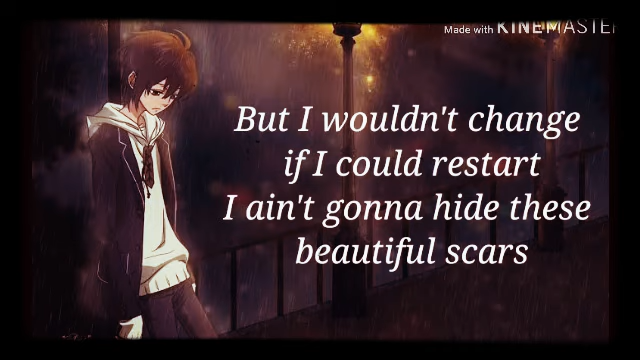 Made with KINEMASTER
But I wouldn't change
if I could restart
I ain't gonna hide these
beautiful scars